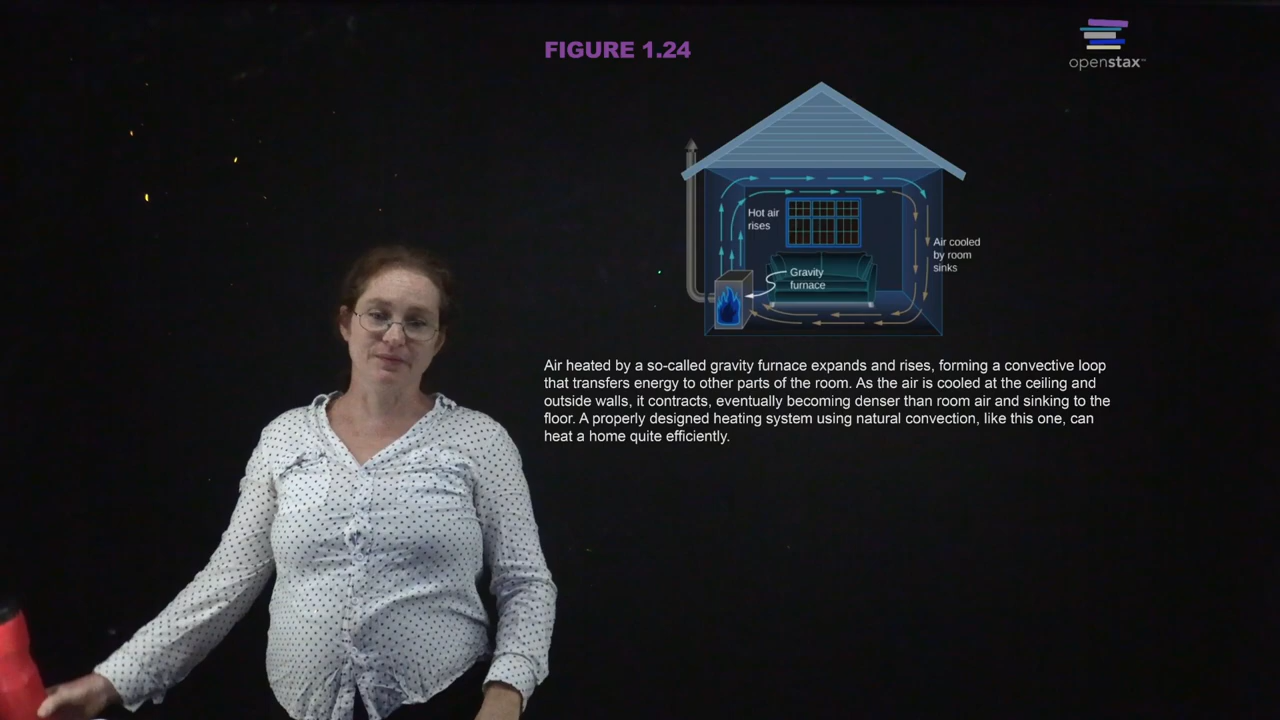 FIGURE 1.24
openstax™
Hot air
rises
Air cooled
by room
sinks
Gravity
furnace
Air heated by a so-called gravity furnace expands and rises, forming a convective loop
that transfers energy to other parts of the room. As the air is cooled at the ceiling and
outside walls, it contracts, eventually becoming denser than room air and sinking to the
floor. A properly designed heating system using natural convection, like this one, can
heat a home quite efficiently.